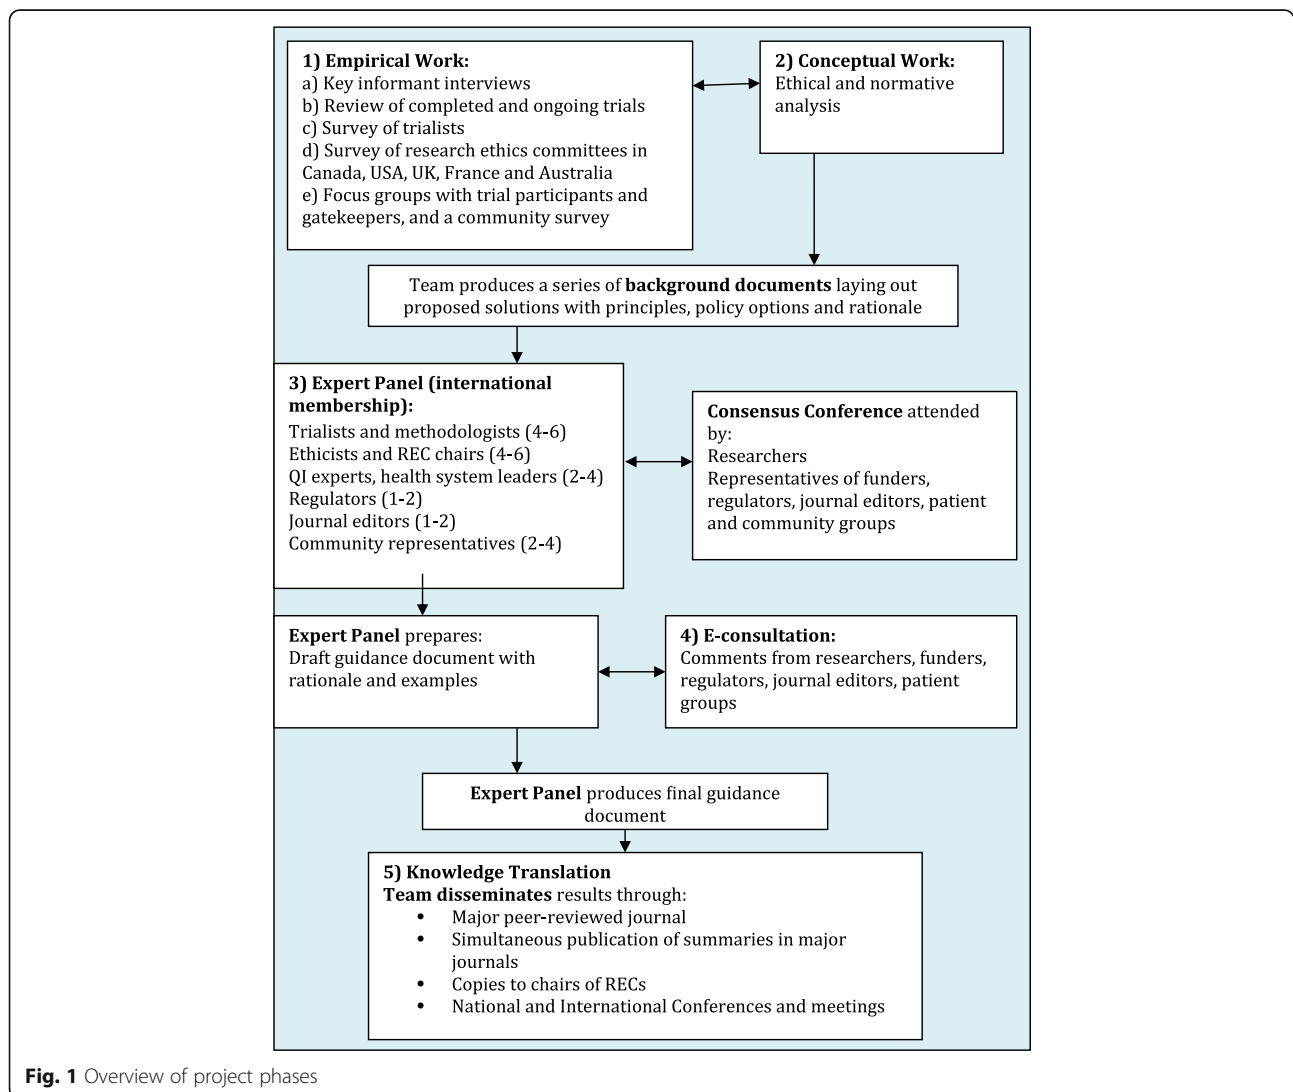 1) Empirical Work:
a) Key informant interviews
b) Review of completed and ongoing trials
c) Survey of trialists
d) Survey of research ethics committees in
Canada, USA, UK, France and Australia
e) Focus groups with trial participants and
gatekeepers, and a community survey
2) Conceptual Work:
Ethical and normative
analysis
Team produces a series of background documents laying out
proposed solutions with principles, policy options and rationale
3) Expert Panel (international
membership):
Trialists and methodologists (4-6)
Ethicists and REC chairs (4-6)
QI experts, health system leaders (2-4)
Regulators (1-2)
Journal editors (1-2)
Community representatives (2-4)
Consensus Conference attended
by:
Researchers
Representatives of funders,
regulators, journal editors, patient
and community groups
Expert Panel prepares:
Draft guidance document with
rationale and examples
4) E-consultation:
Comments from researchers, funders,
regulators, journal editors, patient
groups
Expert Panel produces final guidance
document
5) Knowledge Translation
Team disseminates results through:
• Major peer-reviewed journal
• Simultaneous publication of summaries in major
journals
• Copies to chairs of RECs
• National and International Conferences and meetings
Fig. 1 Overview of project phases